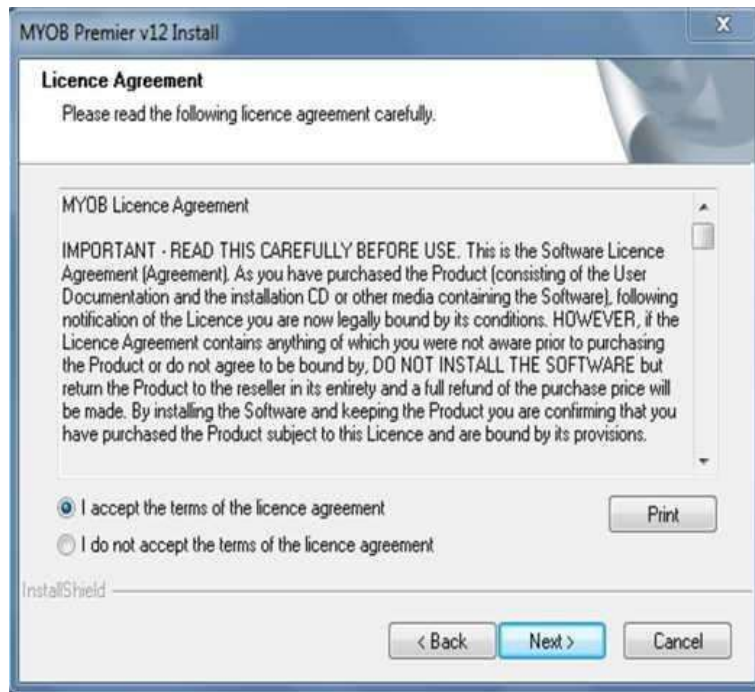 MYOB Premier v12 Install
X
Licence Agreement
Please read the following licence agreement carefully.
MYOB Licence Agreement
IMPORTANT - READ THIS CAREFULLY BEFORE USE. This is the Software Licence
Agreement (Agreement). As you have purchased the Product (consisting of the User
Documentation and the installation CD or other media containing the Software), following
notification of the Licence you are now legally bound by its conditions. HOWEVER, if the
Licence Agreement contains anything of which you were not aware prior to purchasing
the Product or do not agree to be bound by, DO NOT INSTALL THE SOFTWARE but
return the Product to the reseller in its entirety and a full refund of the purchase price will
be made. By installing the Software and keeping the Product you are confirming that you
have purchased the Product subject to this Licence and are bound by its provisions.
I accept the terms of the licence agreement
Print
I do not accept the terms of the licence agreement
InstallShield
< Back Next > Cancel